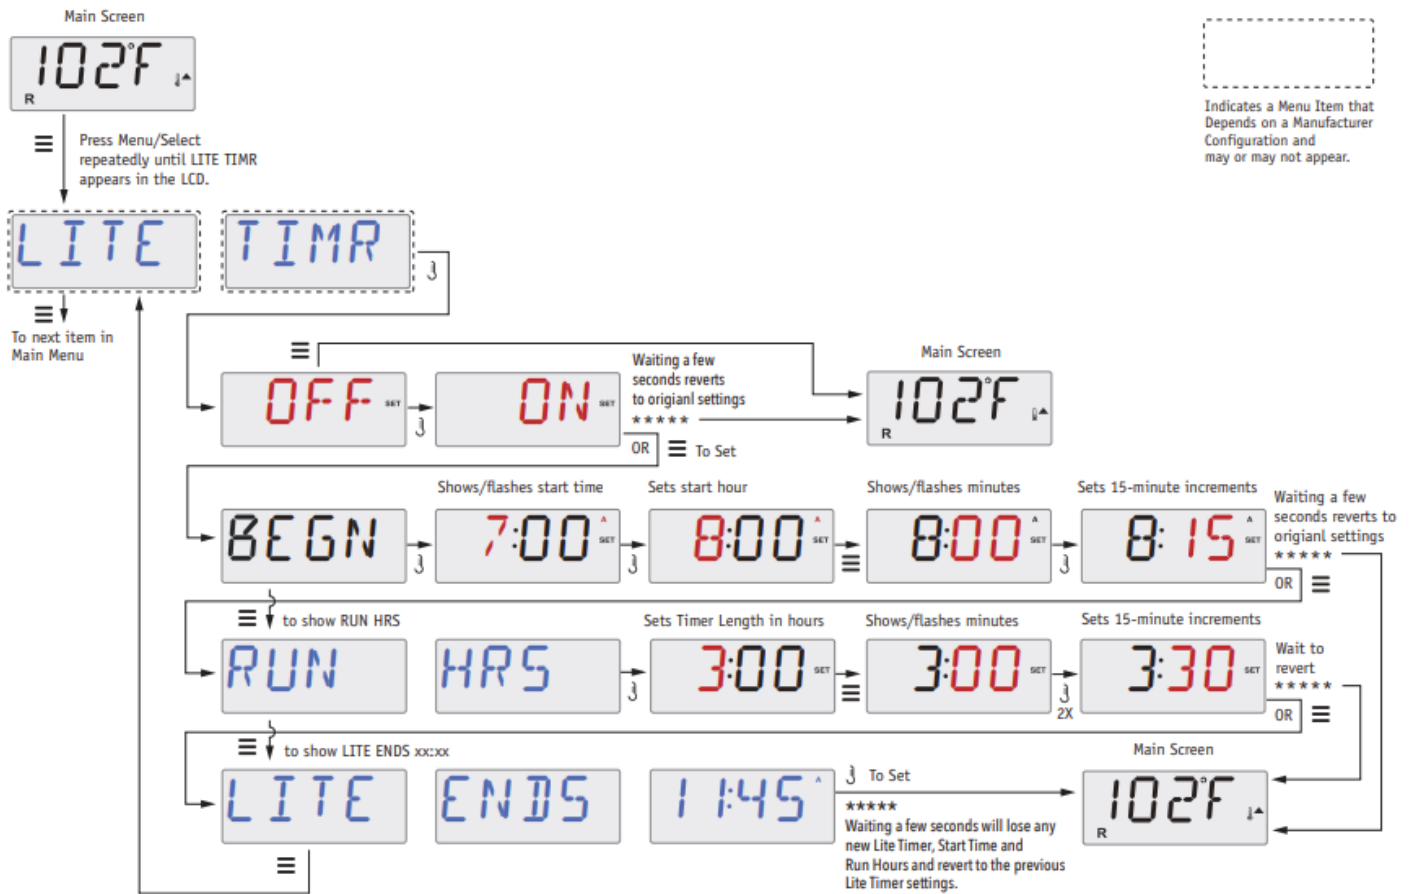 Main Screen
102°F
R
Press Menu/Select
repeatedly until LITE TIMR
appears in the LCD.
Indicates a Menu Item that
Depends on a Manufacturer
Configuration and
may or may not appear.
LITE TIMR
To next item in
Main Menu
OFF SET
ON SET
Waiting a few
seconds reverts
to origianl settings
*****
OR
To Set
Main Screen
102°F
R
BEGN
Shows/flashes start time
7:00 A SET
Sets start hour
8:00 A SET
Shows/flashes minutes
8:00 A SET
Sets 15-minute increments
8:15 A SET
Waiting a few
seconds reverts to
origianl settings
*****
OR
to show RUN HRS
RUN HRS
Sets Timer Length in hours
3:00 SET
Shows/flashes minutes
3:00 SET
2X
Sets 15-minute increments
3:30 SET
Wait to
revert
*****
OR
to show LITE ENDS xx:xx
LITE ENDS 11:45 A
To Set
*****
Waiting a few seconds will lose any
new Lite Timer, Start Time and
Run Hours and revert to the previous
Lite Timer settings.
Main Screen
102°F
R